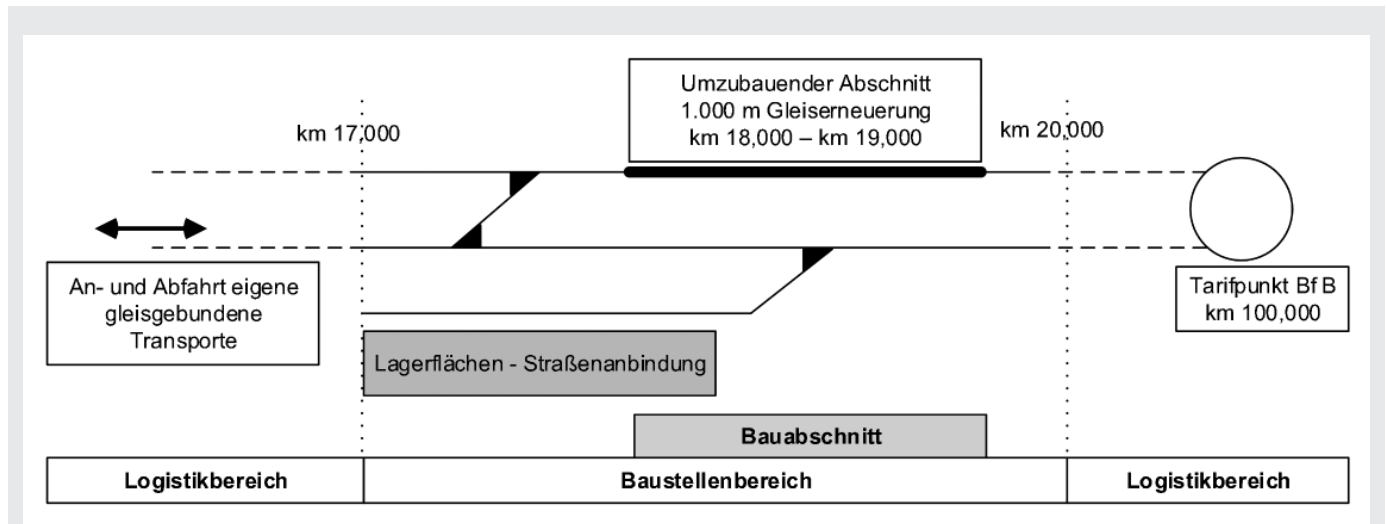 Umzubauender Abschnitt
1.000 m Gleiserneuerung
km 18,000 – km 19,000
km 17,000
km 20,000
An- und Abfahrt eigene
gleisgebundene
Transporte
Tarifpunkt Bf B
km 100,000
Lagerflächen - Straßenanbindung
Bauabschnitt
Logistikbereich
Baustellenbereich
Logistikbereich